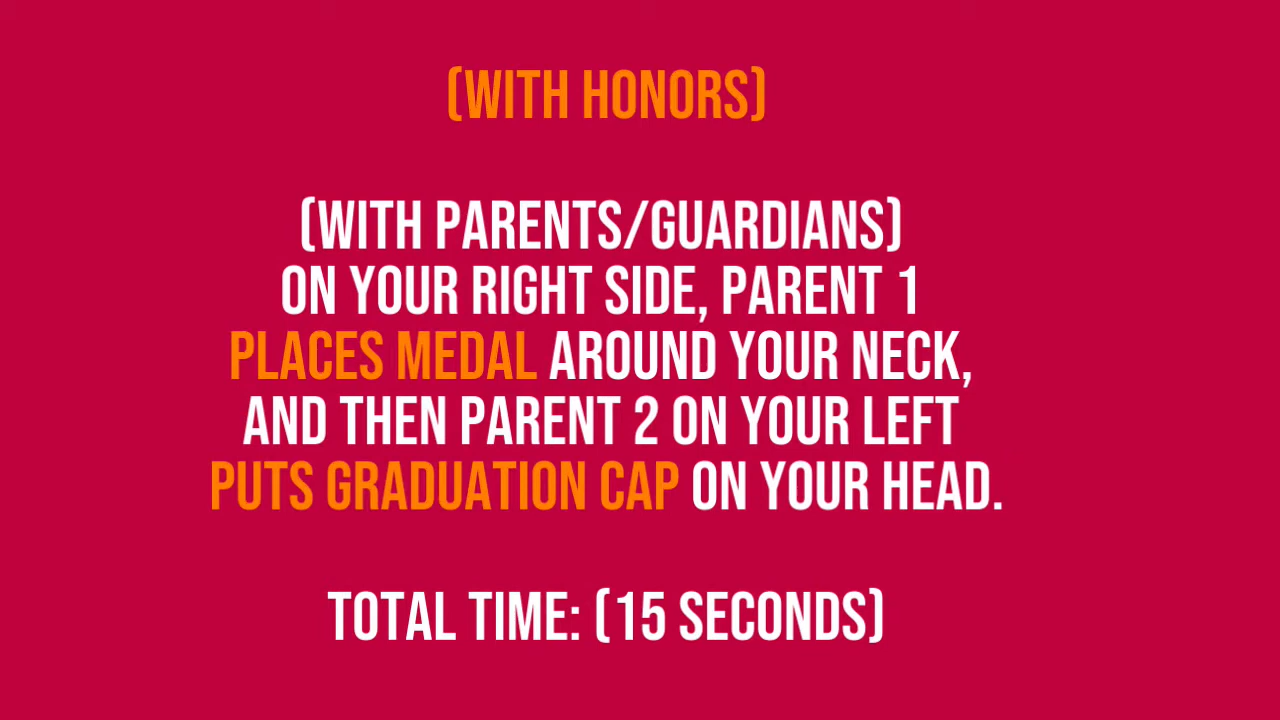 (WITH HONORS)
(WITH PARENTS/GUARDIANS)
ON YOUR RIGHT SIDE, PARENT 1
PLACES MEDAL AROUND YOUR NECK,
AND THEN PARENT 2 ON YOUR LEFT
PUTS GRADUATION CAP ON YOUR HEAD.
TOTAL TIME: (15 SECONDS)